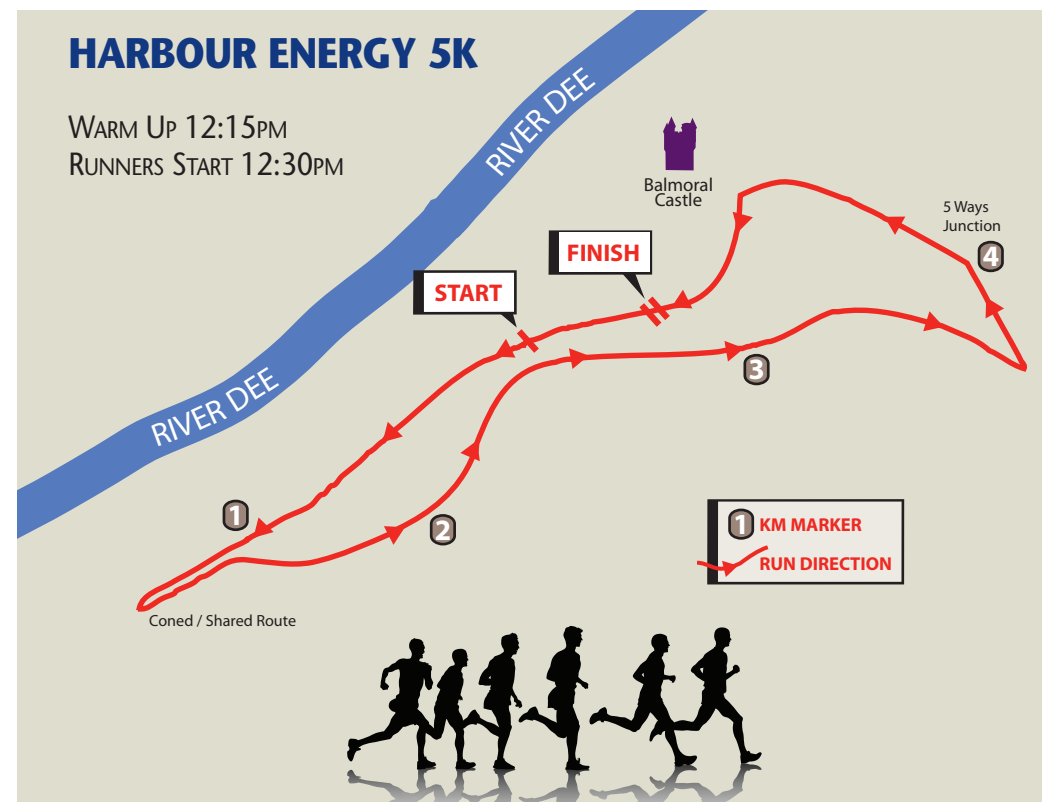 HARBOUR ENERGY 5K
WARM UP 12:15PM
RUNNERS START 12:30PM
RIVER DEE
Balmoral
Castle
5 Ways
Junction
4
FINISH
START
3
RIVER DEE
1
2
1 KM MARKER
RUN DIRECTION
Coned / Shared Route